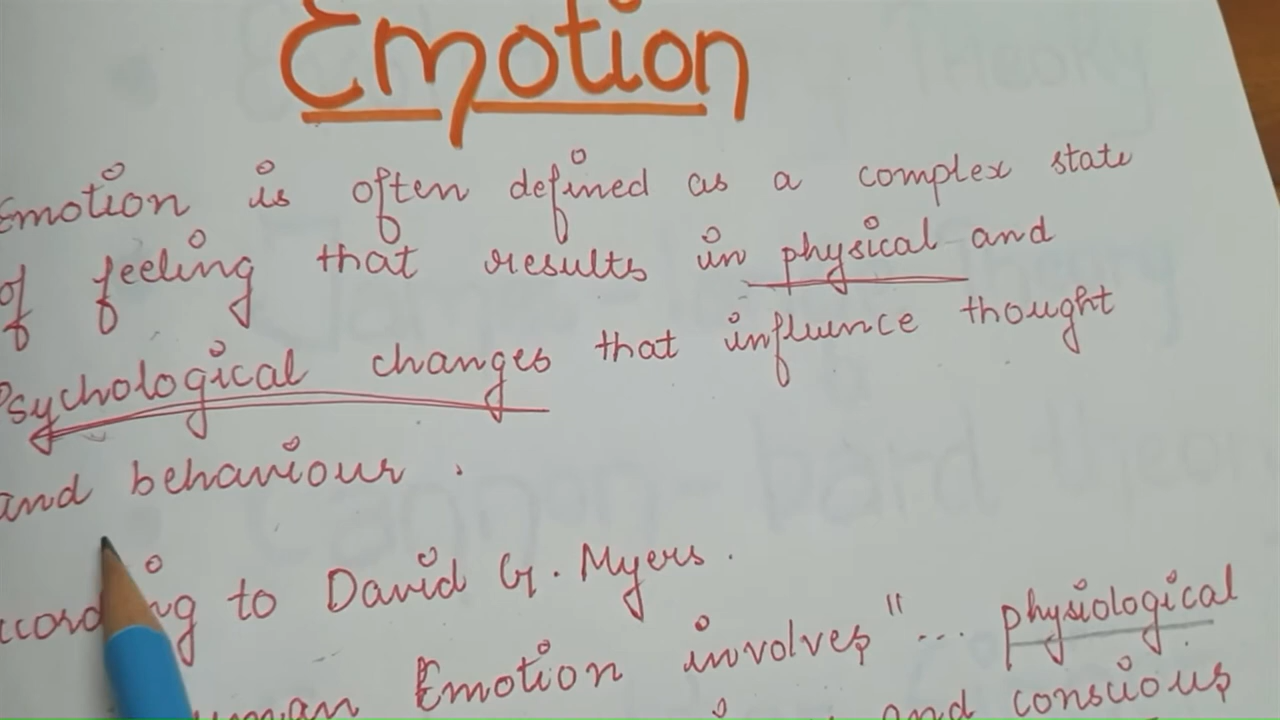 Emotion
Emotion is often defined as a complex state
of feeling that results in physical and
Psychological changes that influence thought
and behaviour.
to David G. Myers.
Emotion involves "... physiological
and conscious